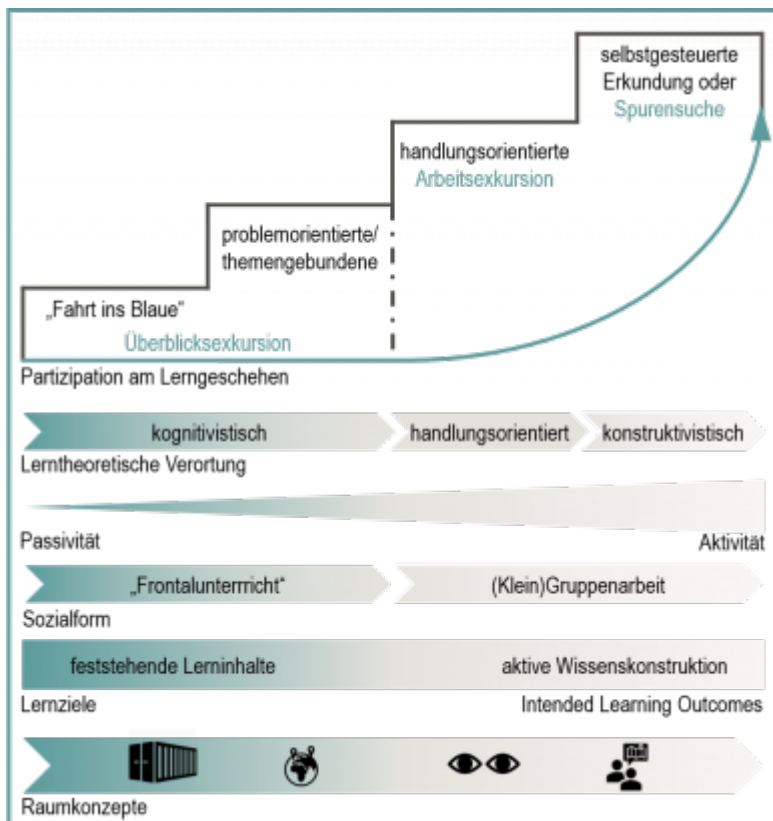 selbstgesteuerte
Erkundung oder
Spurensuche
handlungsorientierte
Arbeitsexkursion
problemorientierte/
themengebundene
„Fahrt ins Blaue“
Überblicksexkursion
Partizipation am Lerngeschehen
kognitivistisch handlungsorientiert konstruktivistisch
Lerntheoretische Verortung
Passivität Aktivität
„Frontalunterrricht“ (Klein)Gruppenarbeit
Sozialform
feststehende Lerninhalte aktive Wissenskonstruktion
Lernziele Intended Learning Outcomes
Raumkonzepte